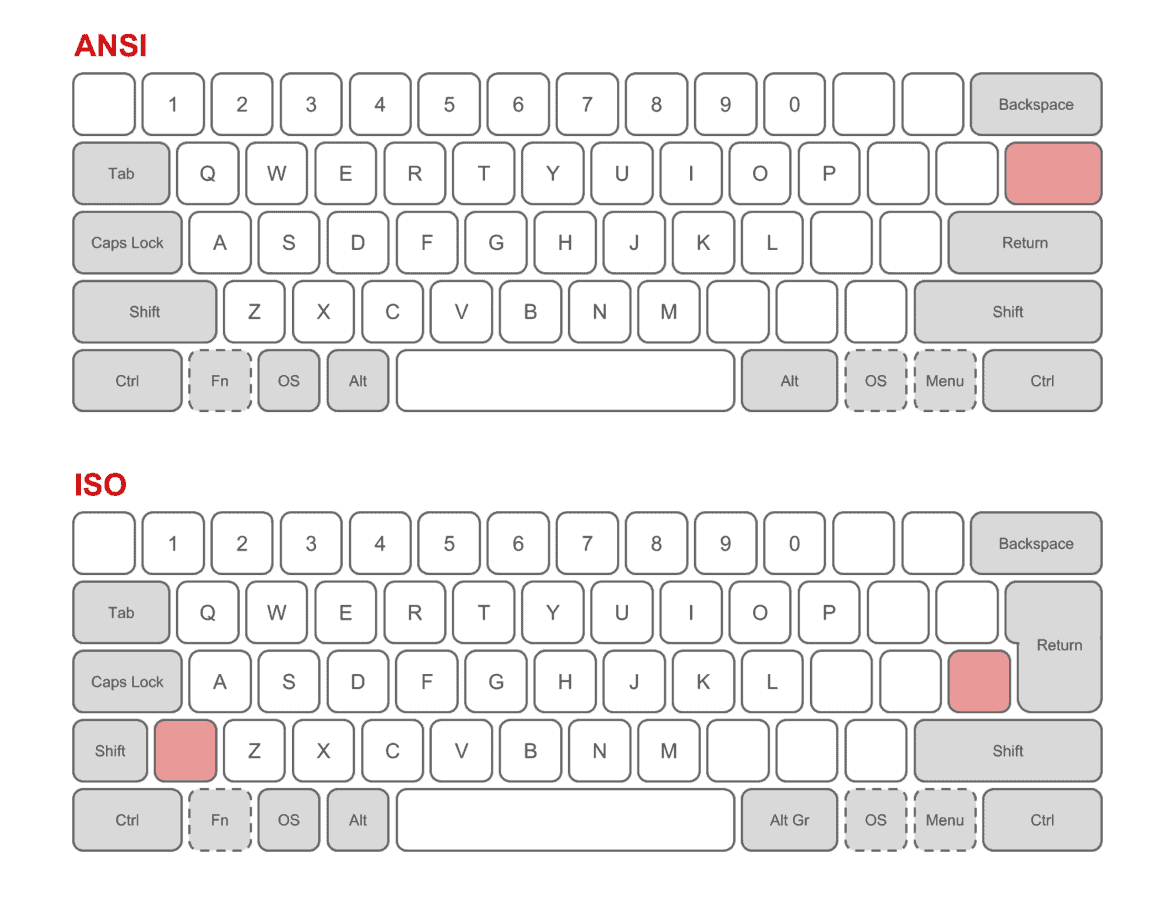 ANSI
1 2 3 4 5 6 7 8 9 0 Backspace
Tab Q W E R T Y U I O P
Caps Lock A S D F G H J K L Return
Shift Z X C V B N M Shift
Ctrl Fn OS Alt Alt OS Menu Ctrl
ISO
1 2 3 4 5 6 7 8 9 0 Backspace
Tab Q W E R T Y U I O P
Return
Caps Lock A S D F G H J K L
Shift Z X C V B N M Shift
Ctrl Fn OS Alt Alt Gr OS Menu Ctrl